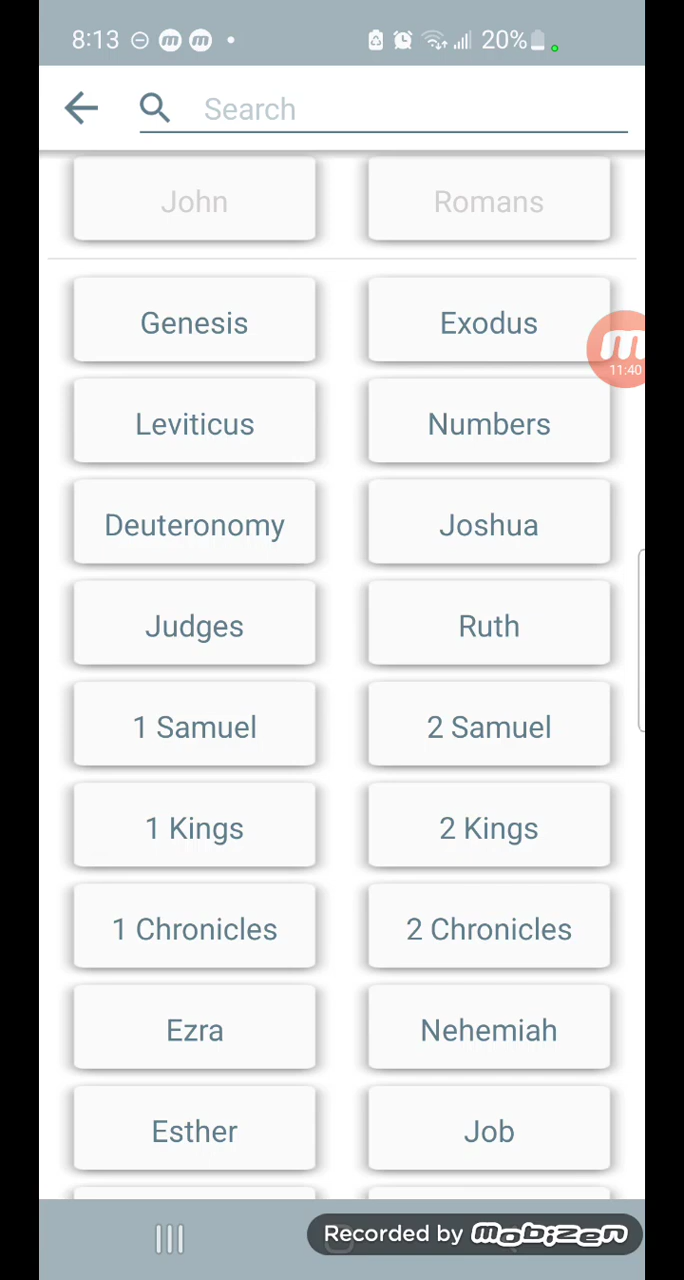 8:13 20%
Search
John Romans
Genesis Exodus
11:40
Leviticus Numbers
Deuteronomy Joshua
Judges Ruth
1 Samuel 2 Samuel
1 Kings 2 Kings
1 Chronicles 2 Chronicles
Ezra Nehemiah
Esther Job
Recorded by mobizen